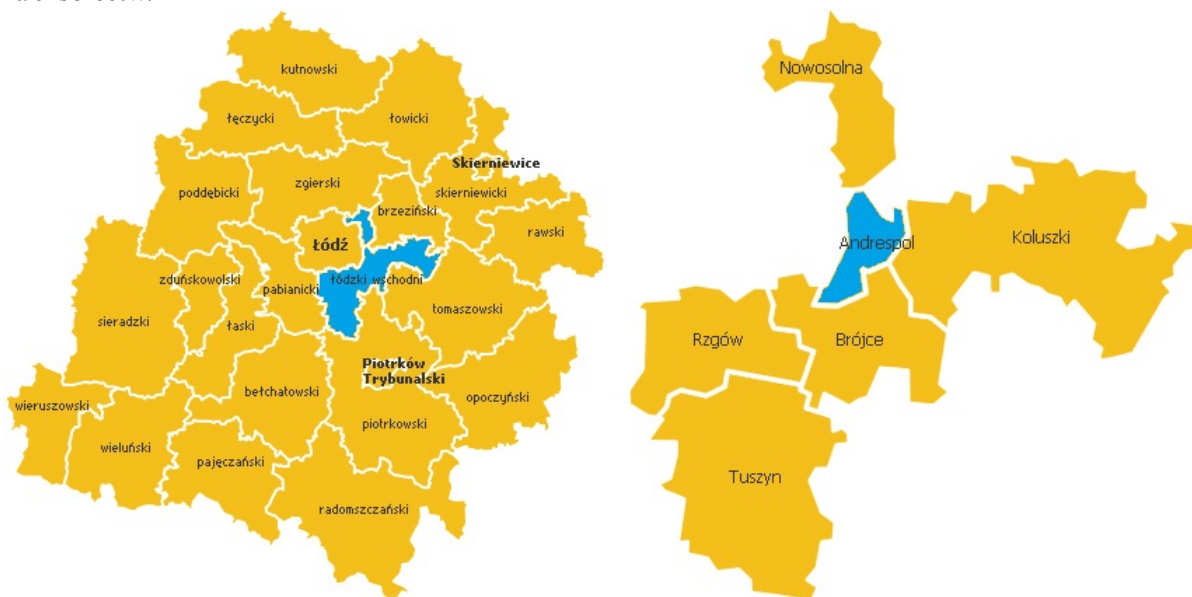 kutnowski
łęczycki
łowicki
Skierniewice
zgierski
skierniewicki
poddębicki
brzeziński
rawski
Łódź
zduńskowolski
pabianicki
łódzki wschodni
sieradzki
łaski
tomaszowski
Piotrków
Trybunalski
bełchatowski
opoczyński
wieruszowski
piotrkowski
wieluński
pajęczański
radomszczański
Nowosolna
Andrespol
Koluszki
Rzgów
Brójce
Tuszyn